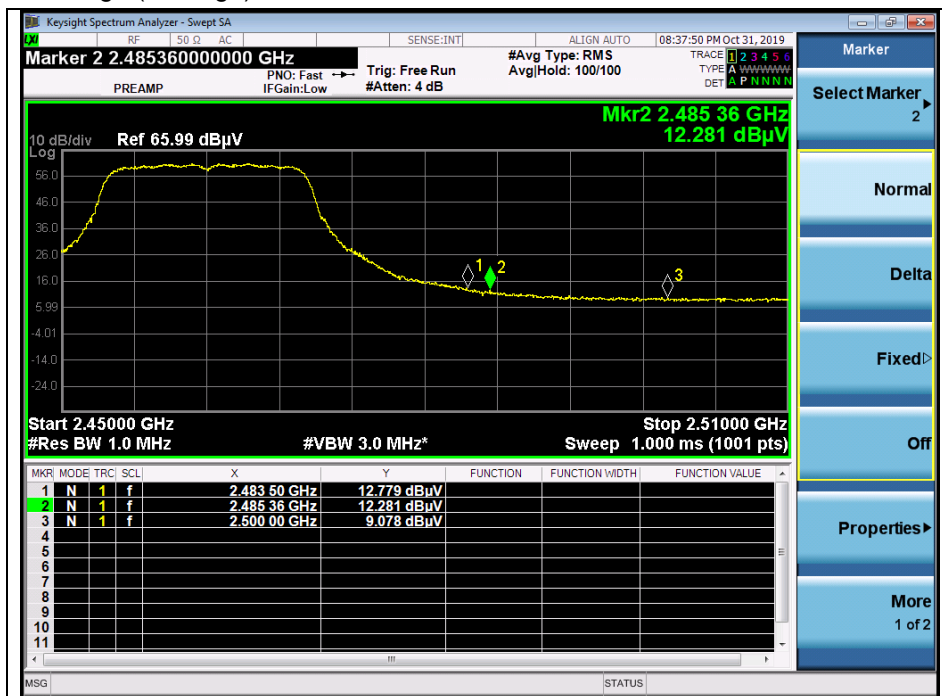 Keysight Spectrum Analyzer - Swept SA
LXI RF 50 Ω AC SENSE:INT ALIGN AUTO 08:37:50 PM Oct 31, 2019
Marker 2 2.485360000000 GHz
PREAMP
PNO: Fast
IFGain:Low
Trig: Free Run
#Atten: 4 dB
#Avg Type: RMS
Avg|Hold: 100/100
TRACE 1 2 3 4 5 6
TYPE A WWWWW
DET A P N N N N
Mkr2 2.485 36 GHz
12.281 dBµV
10 dB/div Ref 65.99 dBµV
Log
56.0
46.0
36.0
26.0
16.0
5.99
-4.01
-14.0
-24.0
1
2
3
Start 2.45000 GHz Stop 2.51000 GHz
#Res BW 1.0 MHz #VBW 3.0 MHz* Sweep 1.000 ms (1001 pts)
MKR MODE TRC SCL X Y FUNCTION FUNCTION WIDTH FUNCTION VALUE
1 N 1 f 2.483 50 GHz 12.779 dBµV
2 N 1 f 2.485 36 GHz 12.281 dBµV
3 N 1 f 2.500 00 GHz 9.078 dBµV
4
5
6
7
8
9
10
11
MSG STATUS
Marker
Select Marker
2
Normal
Delta
Fixed
Off
Properties
More
1 of 2